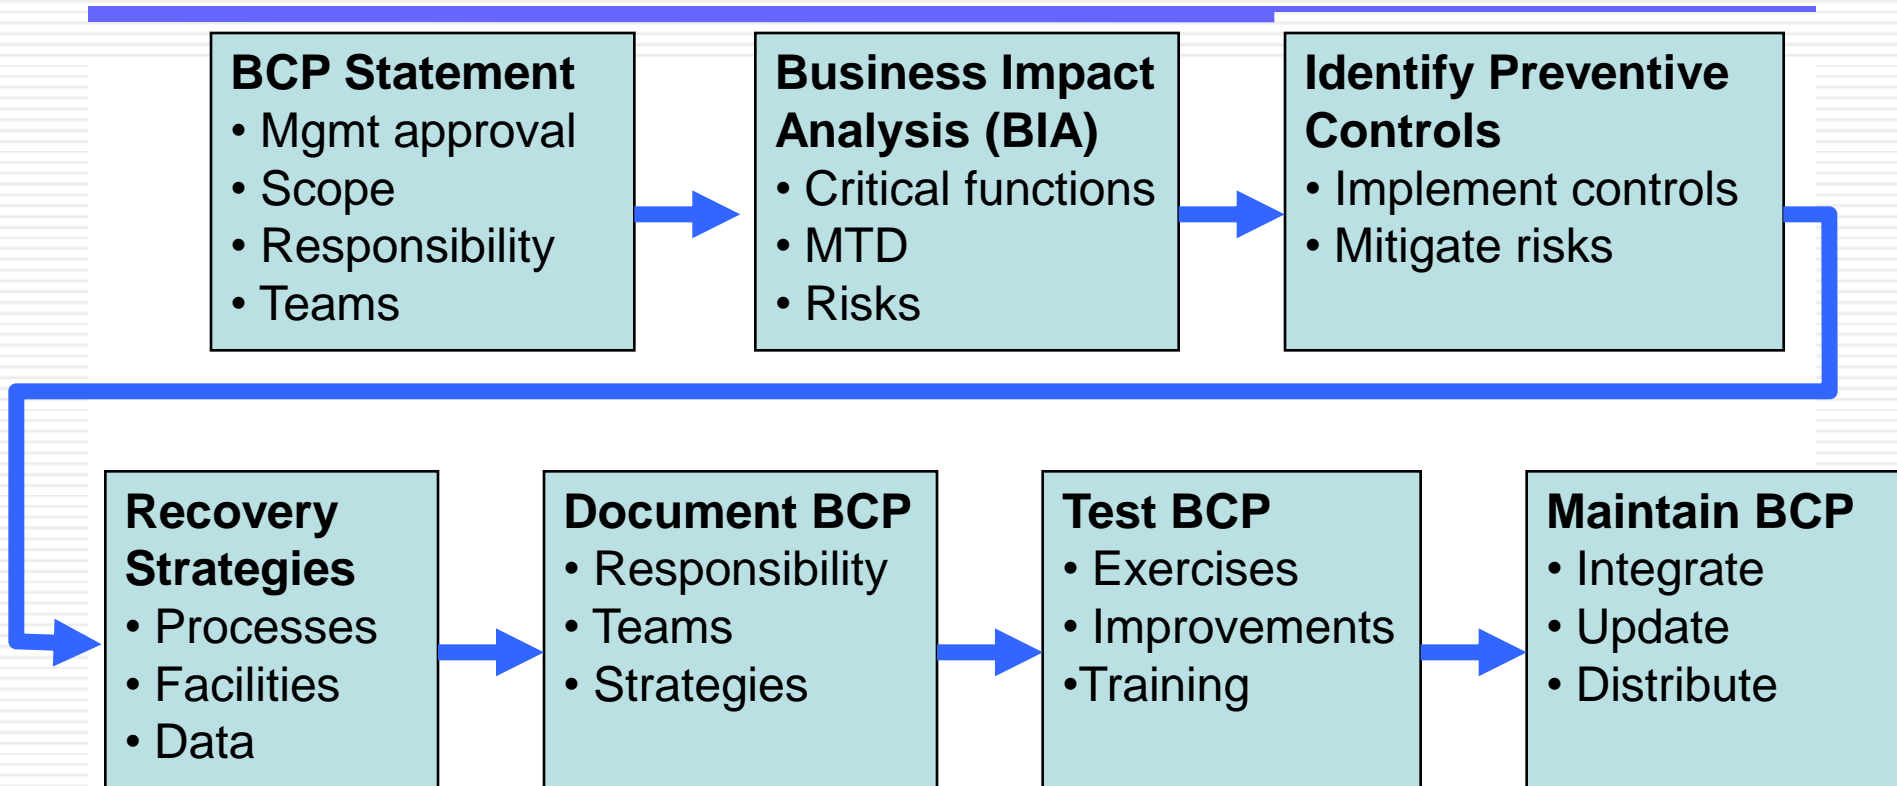 BCP Statement
• Mgmt approval
• Scope
• Responsibility
• Teams
Business Impact
Analysis (BIA)
• Critical functions
• MTD
• Risks
Identify Preventive
Controls
• Implement controls
• Mitigate risks
Recovery
Strategies
• Processes
• Facilities
• Data
Document BCP
• Responsibility
• Teams
• Strategies
Test BCP
• Exercises
• Improvements
•Training
Maintain BCP
• Integrate
• Update
• Distribute